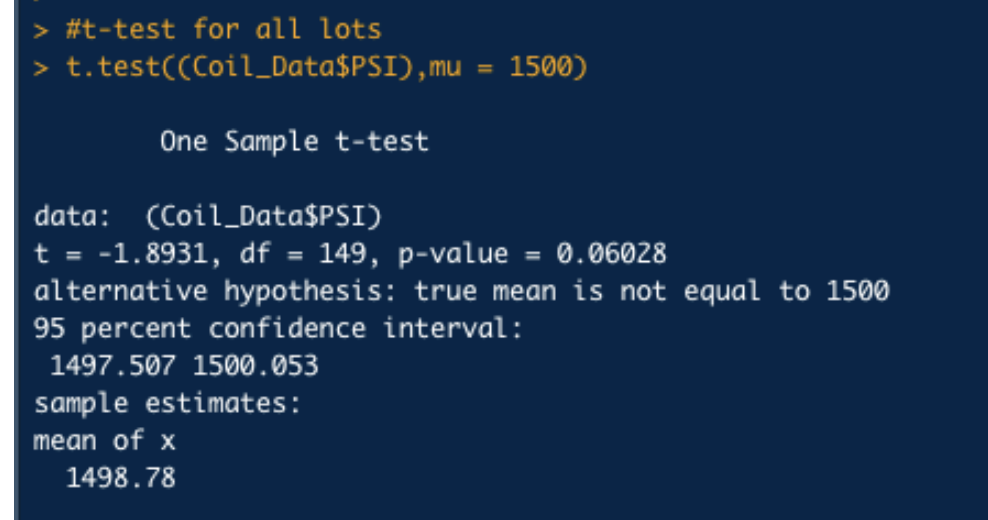 > #t-test for all lots
> t.test((Coil_Data$PSI),mu = 1500)
One Sample t-test
data:  (Coil_Data$PSI)
t = -1.8931, df = 149, p-value = 0.06028
alternative hypothesis: true mean is not equal to 1500
95 percent confidence interval:
1497.507 1500.053
sample estimates:
mean of x
1498.78